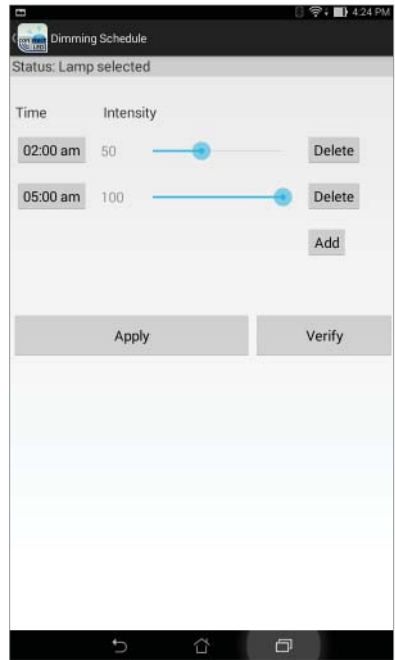 4:24 PM
Dimming Schedule
Status: Lamp selected
Time Intensity
02:00 am 50 Delete
05:00 am 100 Delete
Add
Apply Verify